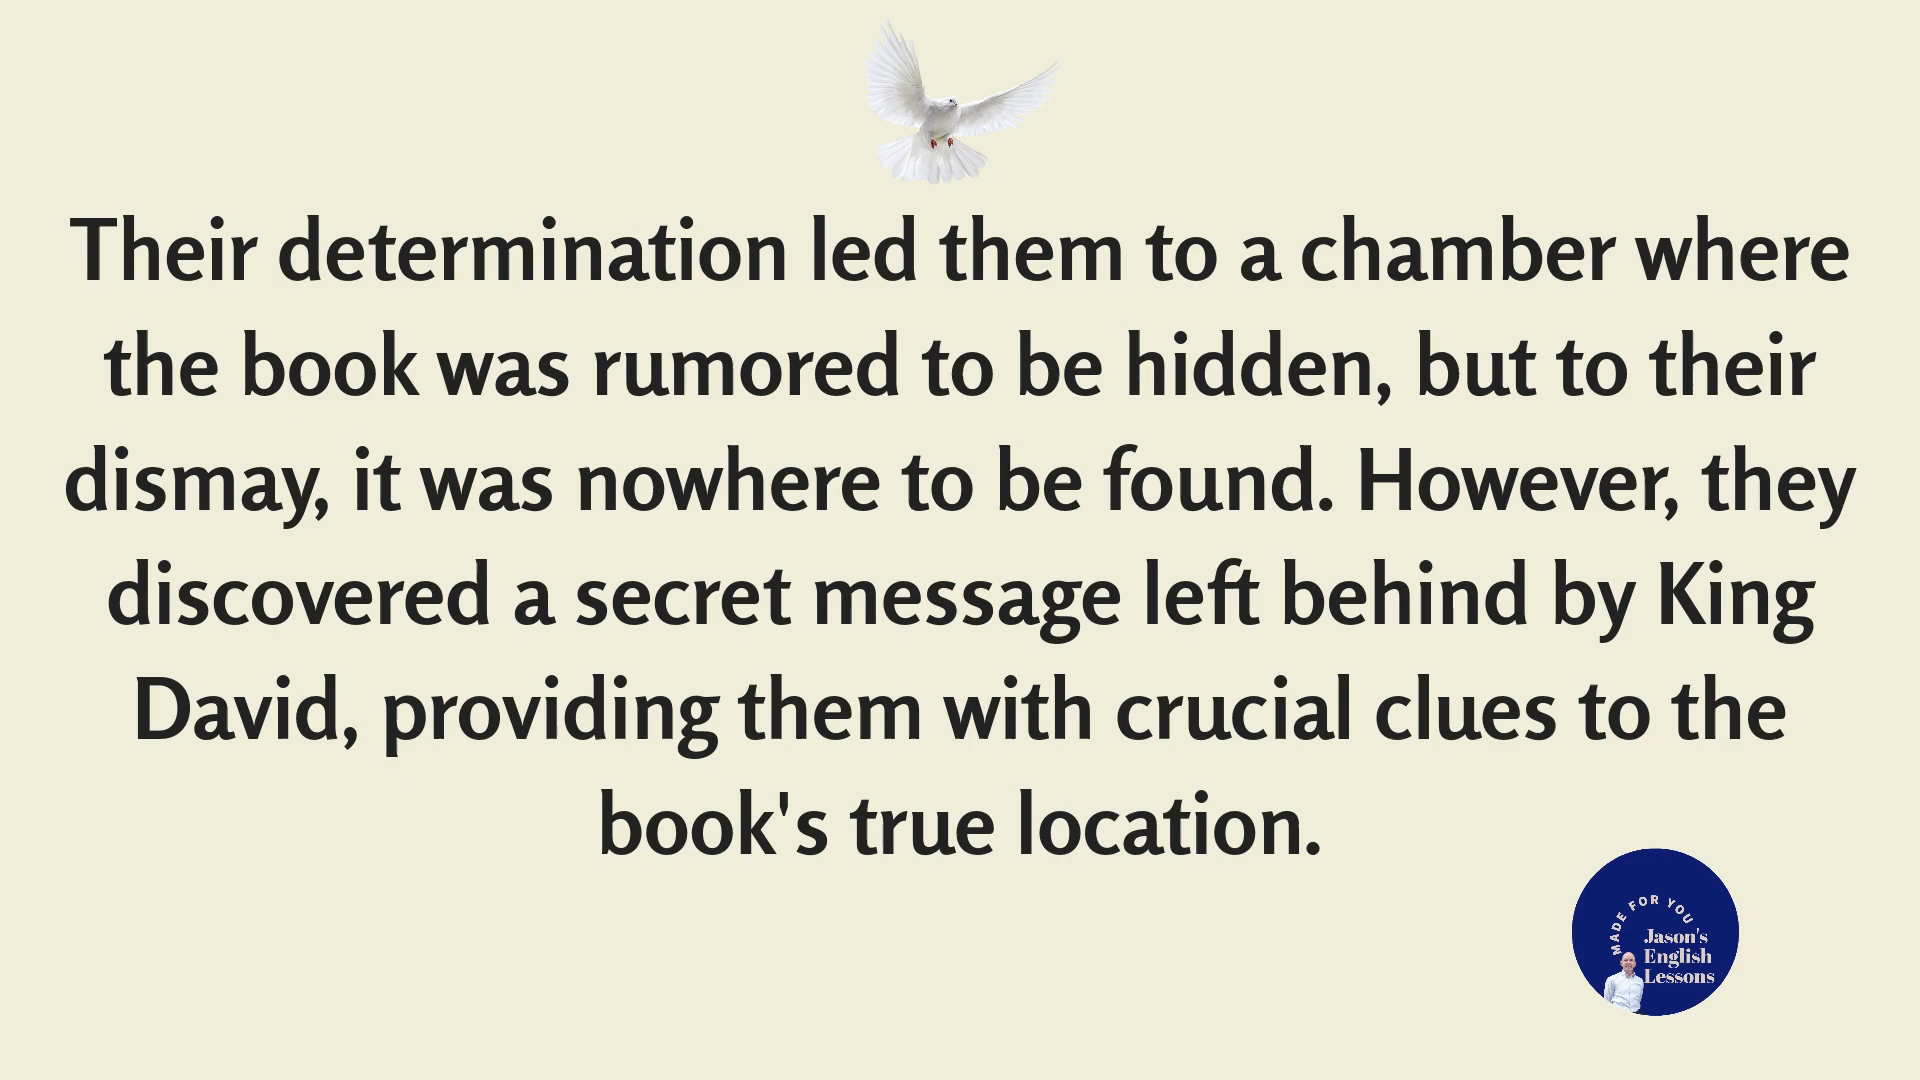 Their determination led them to a chamber where
the book was rumored to be hidden, but to their
dismay, it was nowhere to be found. However, they
discovered a secret message left behind by King
David, providing them with crucial clues to the
book's true location.
MADE FOR YOU
Jason's
English
Lessons